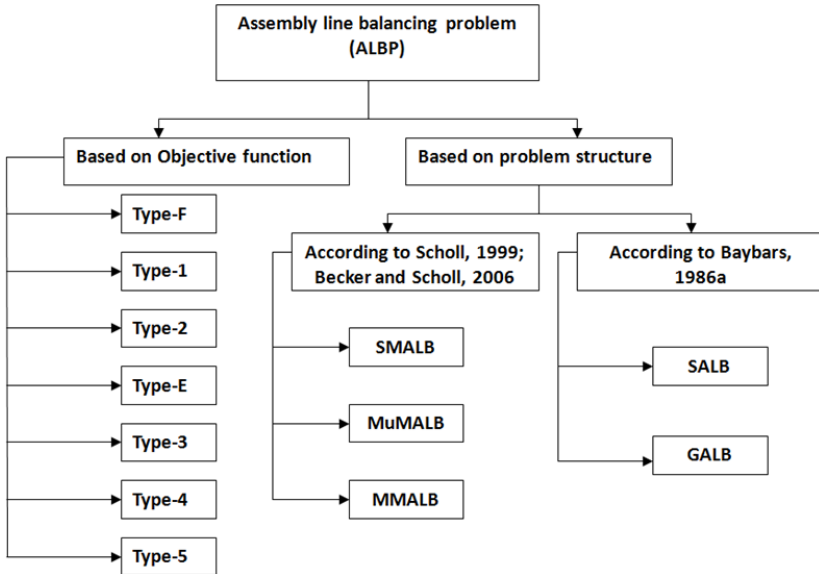 Assembly line balancing problem
(ALBP)
Based on Objective function
Based on problem structure
Type-F
Type-1
Type-2
Type-E
Type-3
Type-4
Type-5
According to Scholl, 1999;
Becker and Scholl, 2006
SMALB
MuMALB
MMALB
According to Baybars,
1986a
SALB
GALB